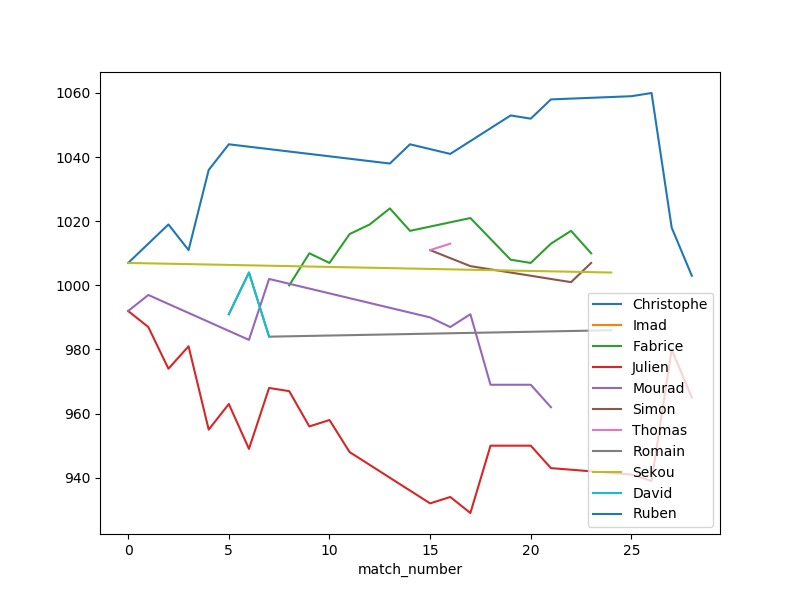 1060
1040
1020
1000
980
960
940
0 5 10 15 20 25
match_number
Christophe
Imad
Fabrice
Julien
Mourad
Simon
Thomas
Romain
Sekou
David
Ruben